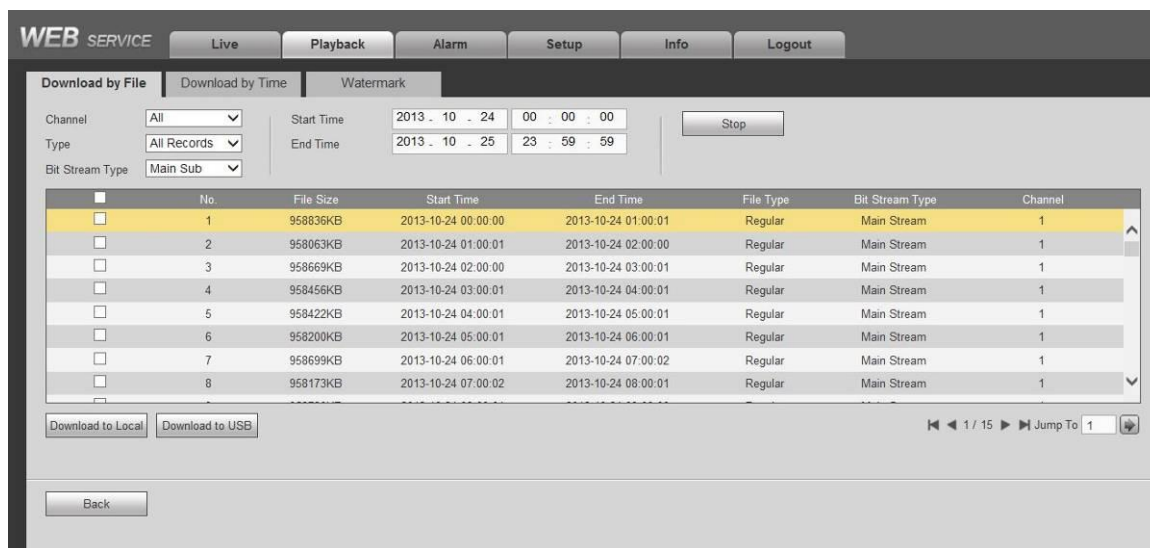 WEB SERVICE
Live Playback Alarm Setup Info Logout
Download by File Download by Time Watermark
Channel All Start Time 2013 . 10 . 24 00 : 00 : 00 Stop
Type All Records End Time 2013 . 10 . 25 23 : 59 : 59
Bit Stream Type Main Sub
No. File Size Start Time End Time File Type Bit Stream Type Channel
1 958836KB 2013-10-24 00:00:00 2013-10-24 01:00:01 Regular Main Stream 1
2 958063KB 2013-10-24 01:00:01 2013-10-24 02:00:00 Regular Main Stream 1
3 958669KB 2013-10-24 02:00:00 2013-10-24 03:00:01 Regular Main Stream 1
4 958456KB 2013-10-24 03:00:01 2013-10-24 04:00:01 Regular Main Stream 1
5 958422KB 2013-10-24 04:00:01 2013-10-24 05:00:01 Regular Main Stream 1
6 958200KB 2013-10-24 05:00:01 2013-10-24 06:00:01 Regular Main Stream 1
7 958699KB 2013-10-24 06:00:01 2013-10-24 07:00:02 Regular Main Stream 1
8 958173KB 2013-10-24 07:00:02 2013-10-24 08:00:01 Regular Main Stream 1
Download to Local Download to USB 1 / 15 Jump To 1
Back